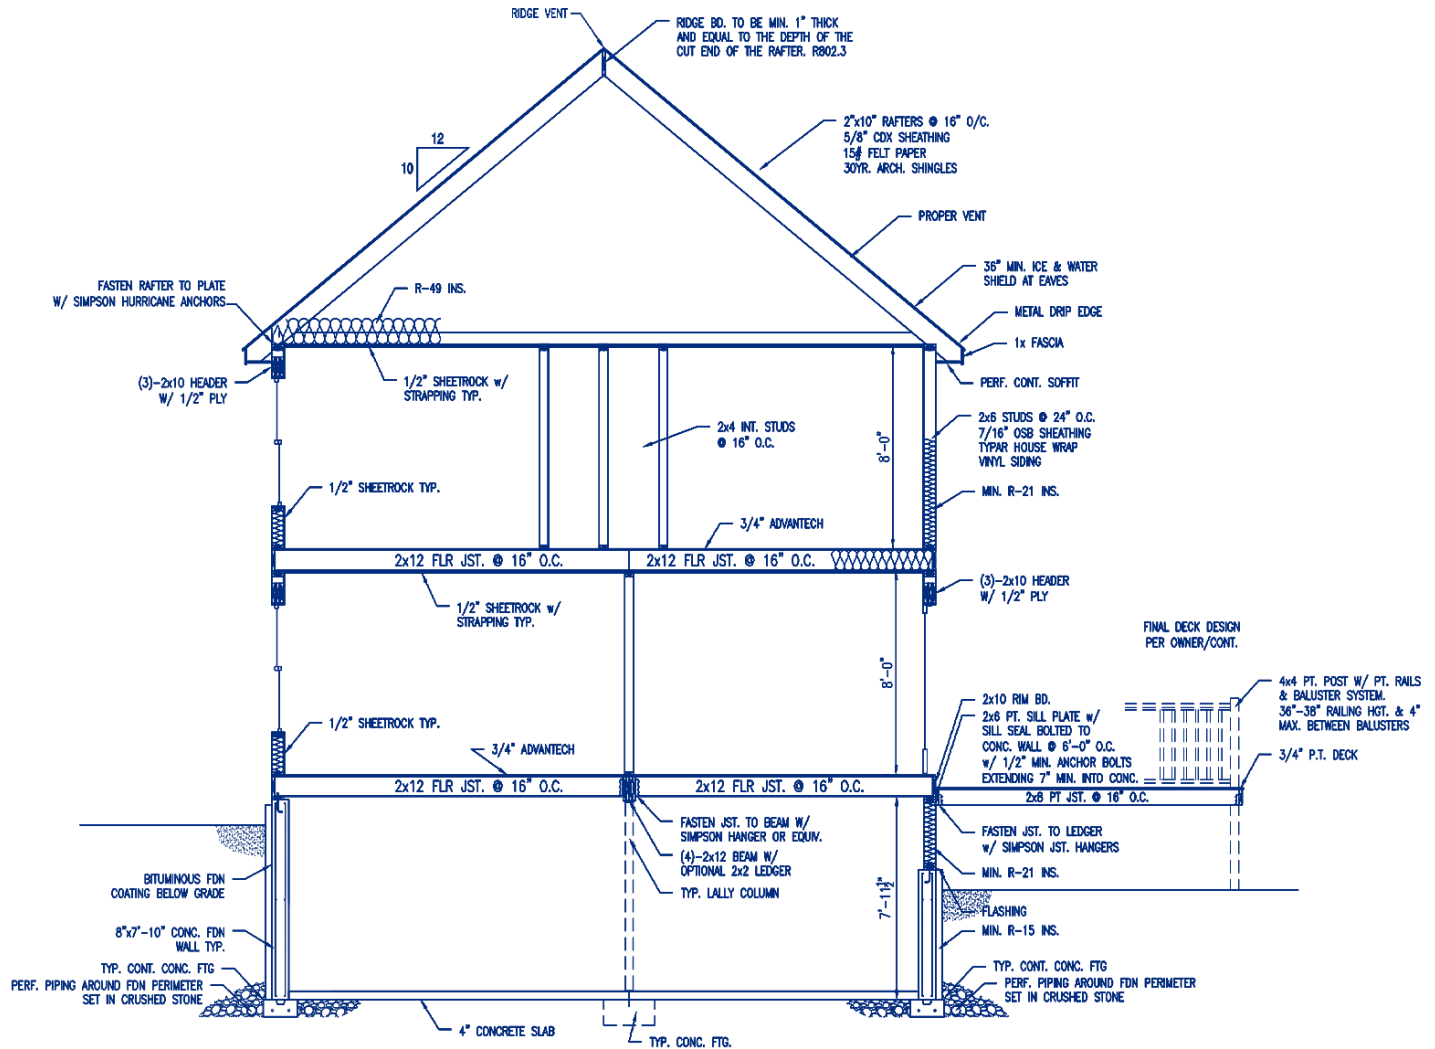 RIDGE VENT
RIDGE BD. TO BE MIN. 1" THICK
AND EQUAL TO THE DEPTH OF THE
CUT END OF THE RAFTER. R802.3
12
10
2"x10" RAFTERS @ 16" O/C.
5/8" CDX SHEATHING
15# FELT PAPER
30YR. ARCH. SHINGLES
PROPER VENT
36" MIN. ICE & WATER
SHIELD AT EAVES
METAL DRIP EDGE
1x FASCIA
PERF. CONT. SOFFIT
FASTEN RAFTER TO PLATE
W/ SIMPSON HURRICANE ANCHORS
R-49 INS.
(3)-2x10 HEADER
W/ 1/2" PLY
1/2" SHEETROCK w/
STRAPPING TYP.
2x4 INT. STUDS
@ 16" O.C.
8'-0"
2x6 STUDS @ 24" O.C.
7/16" OSB SHEATHING
TYPAR HOUSE WRAP
VINYL SIDING
1/2" SHEETROCK TYP.
MIN. R-21 INS.
3/4" ADVANTECH
2x12 FLR JST. @ 16" O.C.
2x12 FLR JST. @ 16" O.C.
1/2" SHEETROCK w/
STRAPPING TYP.
(3)-2x10 HEADER
W/ 1/2" PLY
8'-0"
FINAL DECK DESIGN
PER OWNER/CONT.
4x4 PT. POST W/ PT. RAILS
& BALUSTER SYSTEM.
36"-38" RAILING HGT. & 4"
MAX. BETWEEN BALUSTERS
3/4" P.T. DECK
2x10 RIM BD.
2x6 PT. SILL PLATE w/
SILL SEAL BOLTED TO
CONC. WALL @ 6'-0" O.C.
w/ 1/2" MIN. ANCHOR BOLTS
EXTENDING 7" MIN. INTO CONC.
1/2" SHEETROCK TYP.
3/4" ADVANTECH
2x12 FLR JST. @ 16" O.C.
2x12 FLR JST. @ 16" O.C.
2x8 PT JST. @ 16" O.C.
FASTEN JST. TO BEAM W/
SIMPSON HANGER OR EQUIV.
(4)-2x12 BEAM W/
OPTIONAL 2x2 LEDGER
TYP. LALLY COLUMN
FASTEN JST. TO LEDGER
w/ SIMPSON JST. HANGERS
MIN. R-21 INS.
7'-11 1/2"
FLASHING
MIN. R-15 INS.
BITUMINOUS FDN
COATING BELOW GRADE
8"x7'-10" CONC. FDN
WALL TYP.
TYP. CONT. CONC. FTG
PERF. PIPING AROUND FDN PERIMETER
SET IN CRUSHED STONE
TYP. CONT. CONC. FTG
PERF. PIPING AROUND FDN PERIMETER
SET IN CRUSHED STONE
4" CONCRETE SLAB
TYP. CONC. FTG.